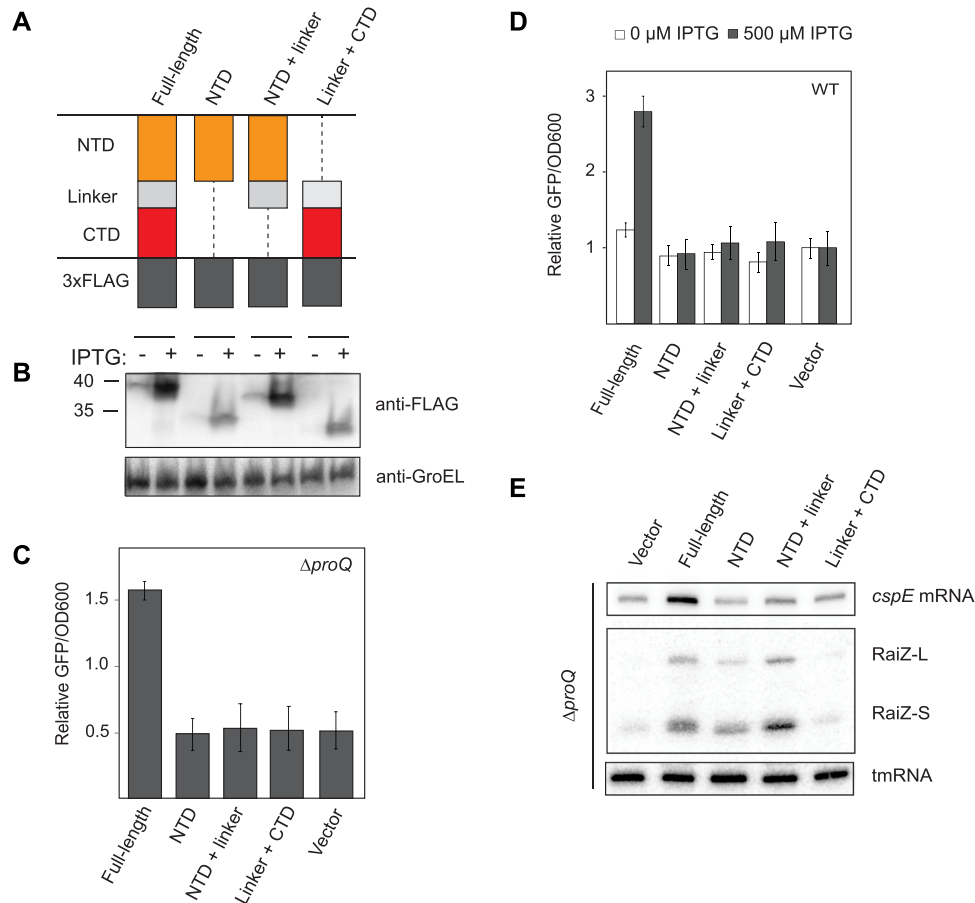 A
Full-length
NTD
NTD + linker
Linker + CTD
NTD
Linker
CTD
3xFLAG
B
IPTG: - + - + - + - +
40
35
anti-FLAG
anti-GroEL
C
ΔproQ
Relative GFP/OD600
1.5
1.0
0.5
Full-length
NTD
NTD + linker
Linker + CTD
Vector
D
0 µM IPTG 500 µM IPTG
WT
Relative GFP/OD600
3
2
1
Full-length
NTD
NTD + linker
Linker + CTD
Vector
E
Vector
Full-length
NTD
NTD + linker
Linker + CTD
ΔproQ
cspE mRNA
RaiZ-L
RaiZ-S
tmRNA